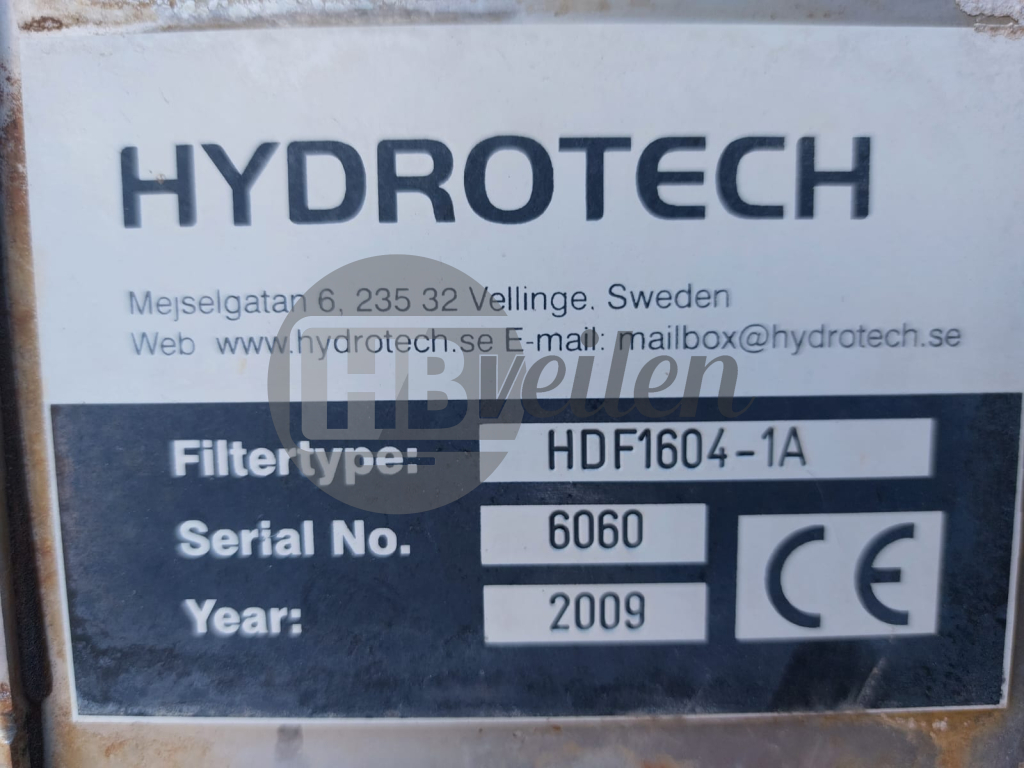 HYDROTECH
Mejselgatan 6, 235 32 Vellinge. Sweden
Web www.hydrotech.se E-mail: mailbox@hydrotech.se
HBveilen
Filtertype: HDF1604-1A
Serial No. 6060
Year: 2009
CE